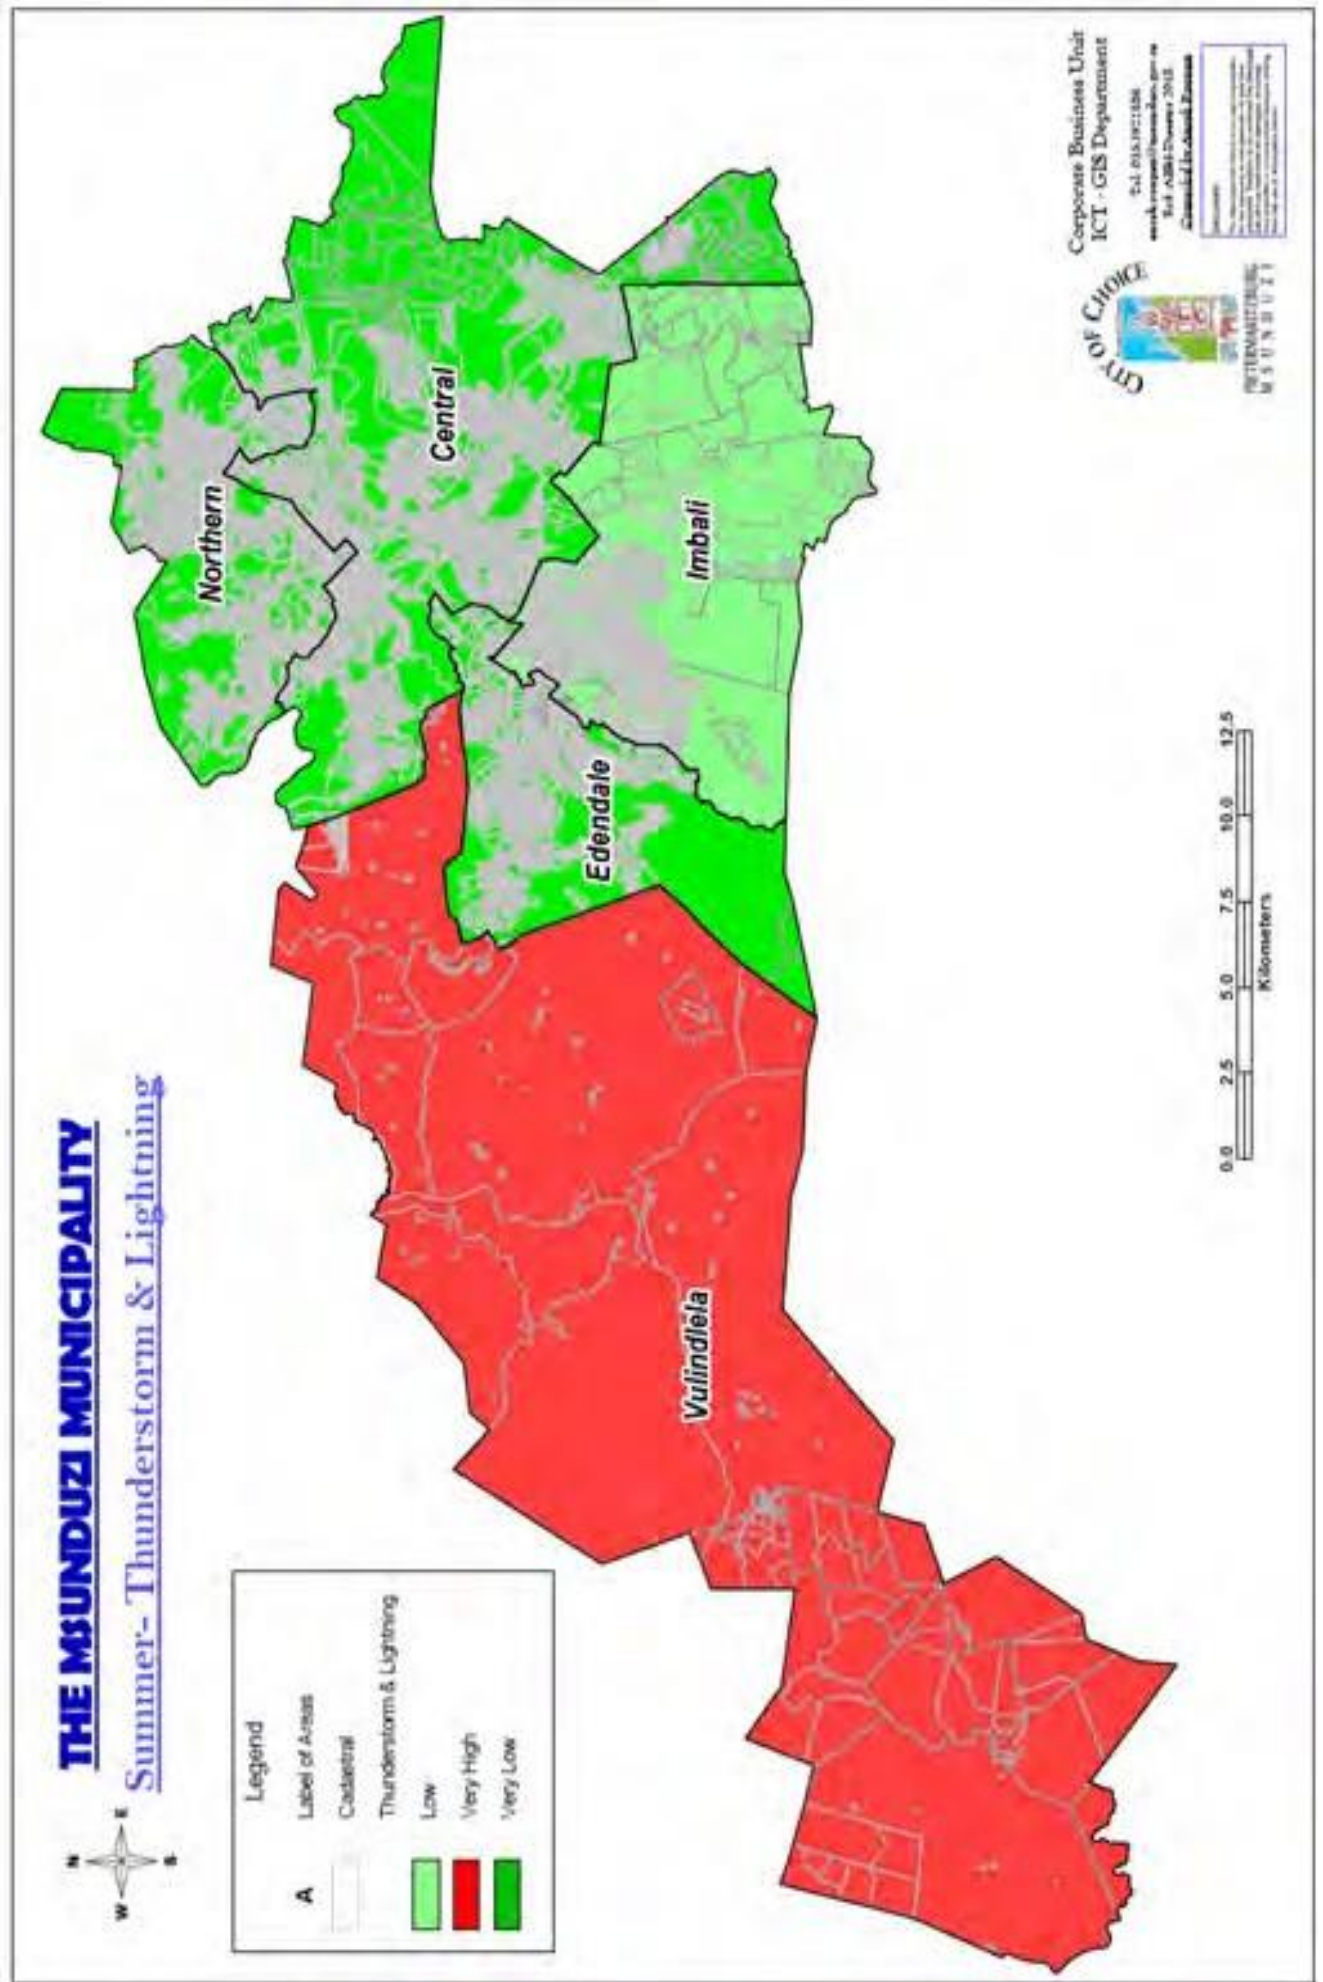 THE MSUNDUZI MUNICIPALITY
Summer- Thunderstorm & Lightning
N
W
E
S
Legend
A
Label of Areas
Cadastral
Thunderstorm & Lightning
Low
Very High
Very Low
Northern
Central
Edendale
Imbali
Vulindlela
0.0
2.5
5.0
7.5
10.0
12.5
Kilometers
CITY OF CHOICE
PIETERMARITZBURG
MSUNDUZI
Corporate Business Unit
ICT - GIS Department